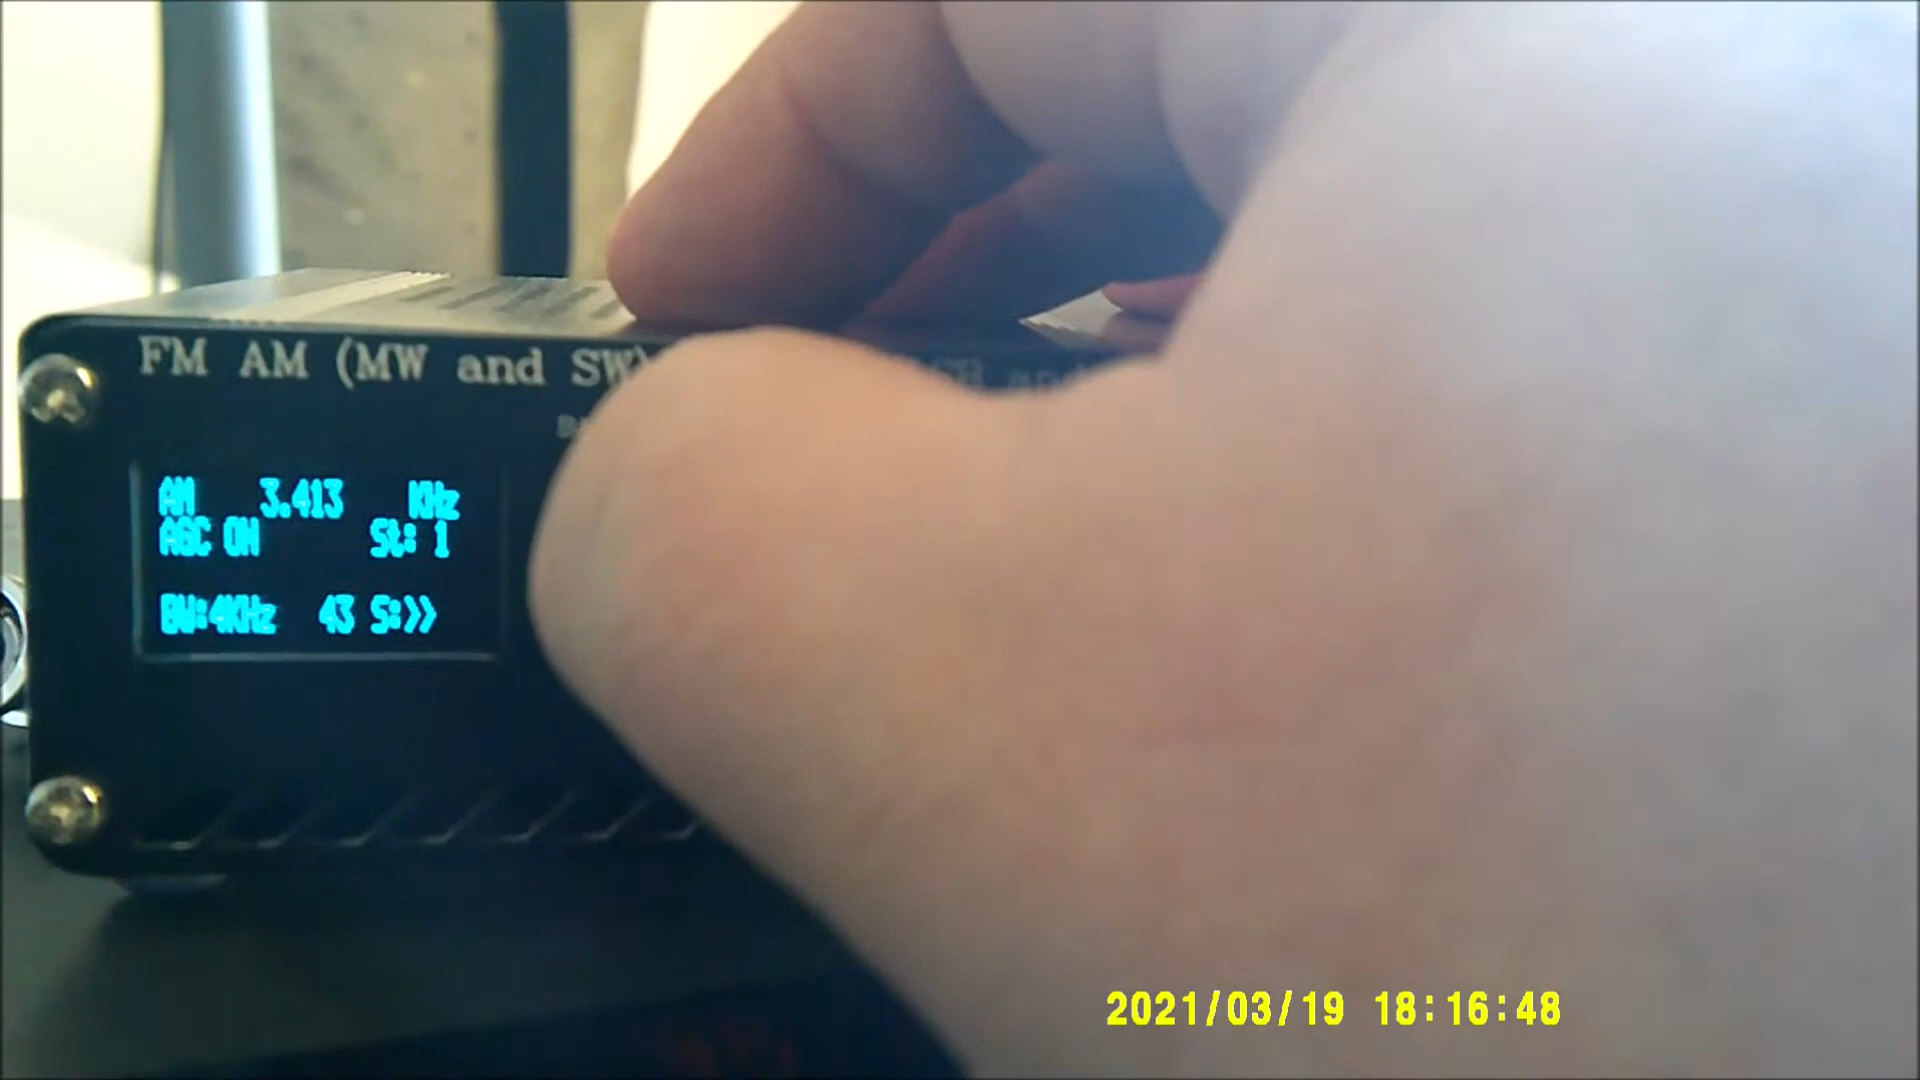 FM AM (MW and SW)
AM 3.413 KHz
AGC ON St: 1
BW:4KHz 43 S:>>
2021/03/19 18:16:48